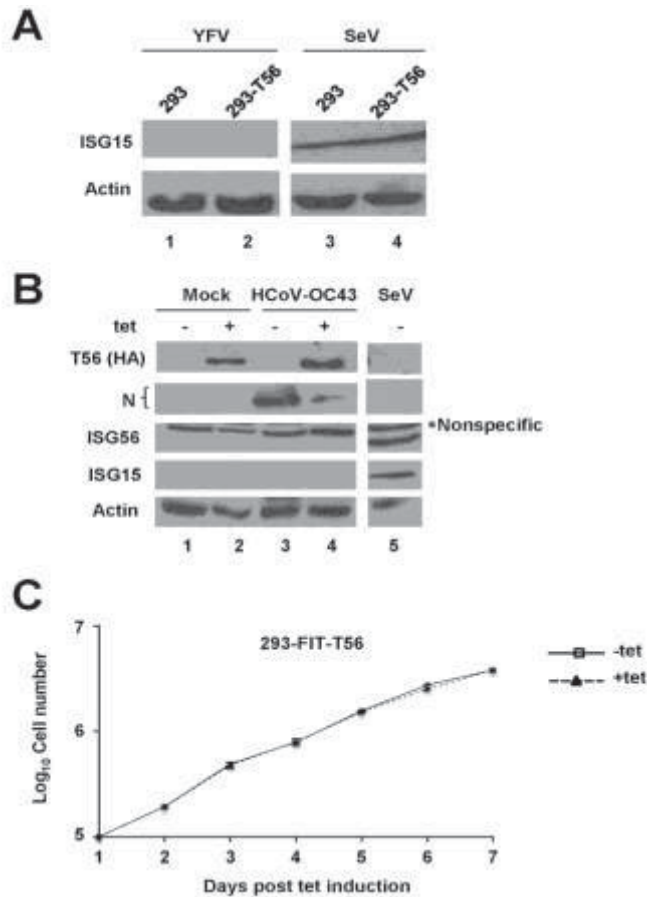 A
YFV SeV
293 293-T56 293 293-T56
ISG15
Actin
1 2 3 4
B
Mock HCoV-OC43 SeV
tet - + - + -
T56 (HA)
N {
*Nonspecific
ISG56
ISG15
Actin
1 2 3 4 5
C
7
293-FIT-T56
-tet
+tet
6
Log10 Cell number
5
1 2 3 4 5 6 7
Days post tet induction